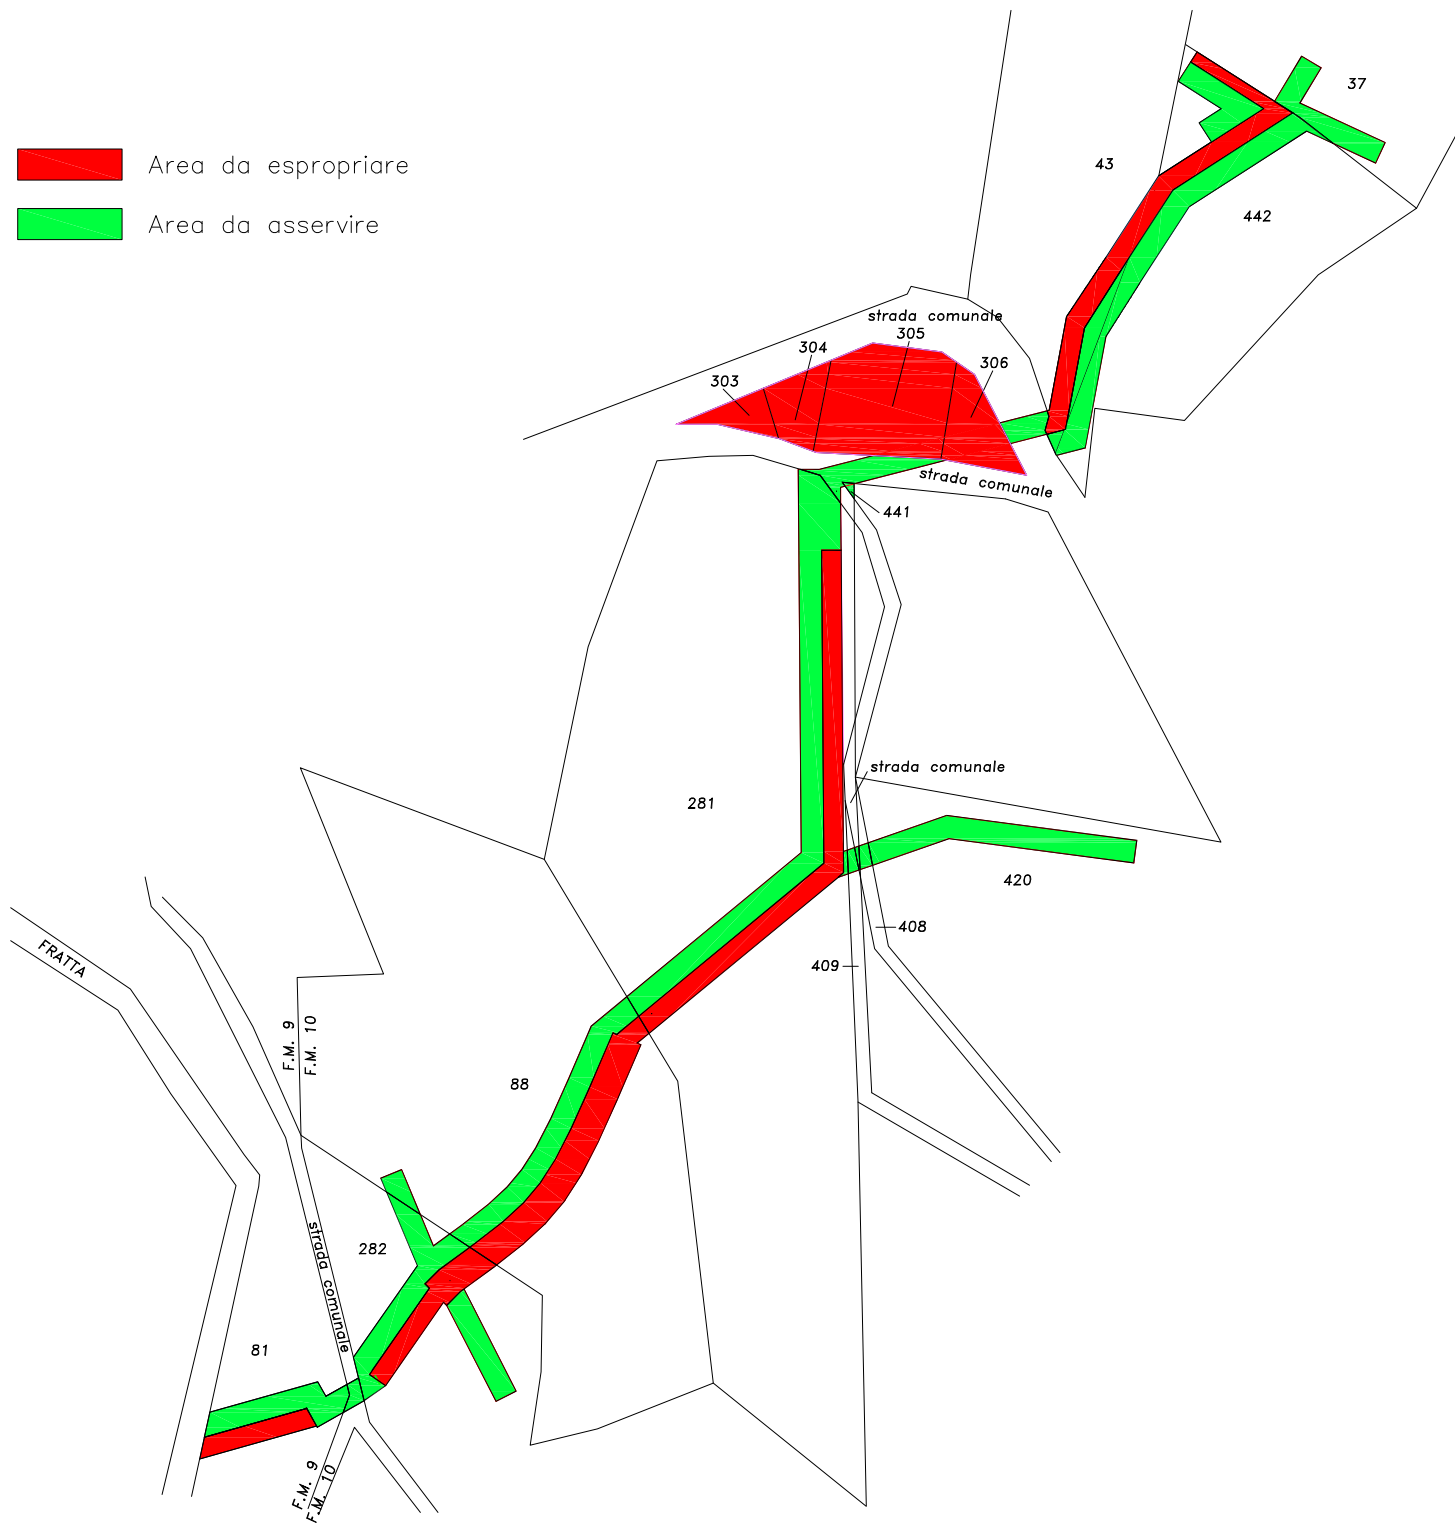 37
43
Area da espropriare
442
Area da asservire
strada comunale
305
304
306
303
strada comunale
441
strada comunale
281
420
408
FRATTA
409
F.M. 9
F.M. 10
88
strada comunale
282
81
F.M. 9
F.M. 10